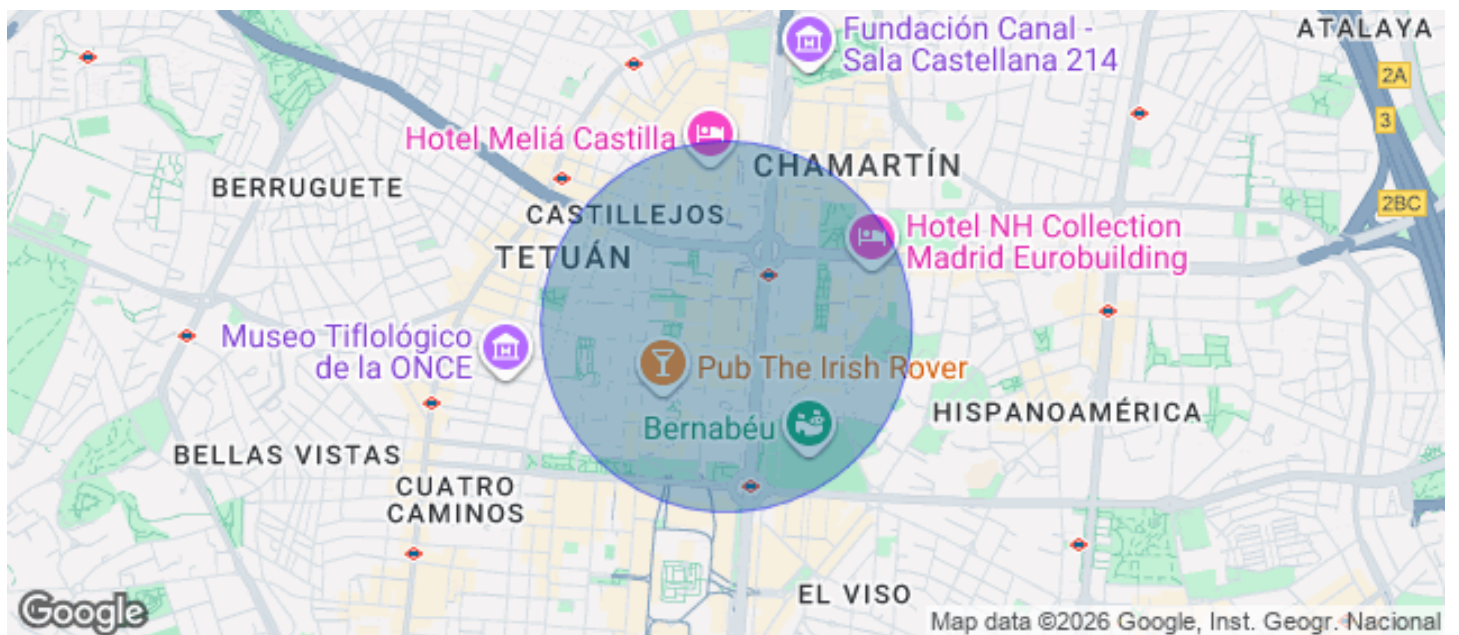 Fundación Canal -
Sala Castellana 214
ATALAYA
2A
3
Hotel Meliá Castilla
CHAMARTÍN
BERRUGUETE
2BC
CASTILLEJOS
Hotel NH Collection
Madrid Eurobuilding
TETUÁN
Museo Tiflológico
de la ONCE
Pub The Irish Rover
HISPANOAMÉRICA
Bernabéu
BELLAS VISTAS
CUATRO
CAMINOS
EL VISO
Google
Map data ©2026 Google, Inst. Geogr. Nacional